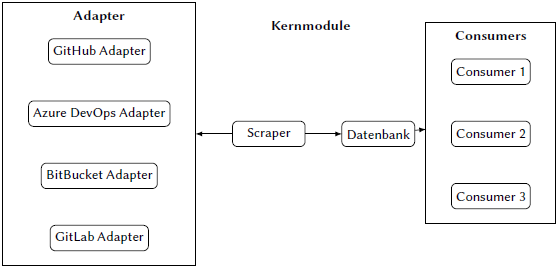 Adapter
GitHub Adapter
Azure DevOps Adapter
BitBucket Adapter
GitLab Adapter
Kernmodule
Scraper
Datenbank
Consumers
Consumer 1
Consumer 2
Consumer 3